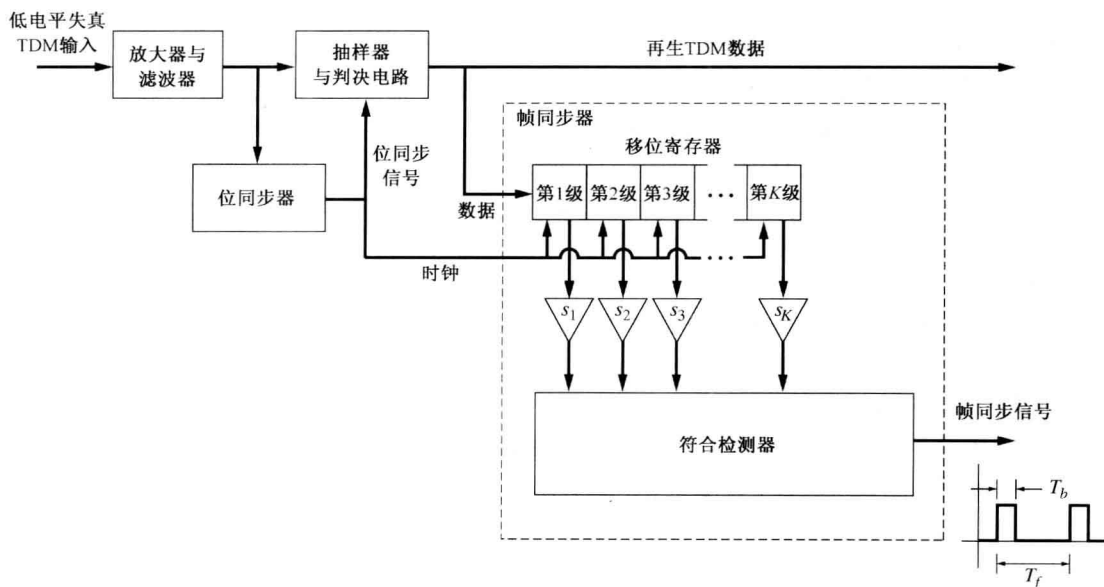 低电平失真
TDM输入
放大器与
滤波器
抽样器
与判决电路
再生TDM数据
帧同步器
位同步
信号
移位寄存器
位同步器
数据
第1级
第2级
第3级
···
第K级
时钟
···
s1
s2
s3
sK
符合检测器
帧同步信号
Tb
Tf